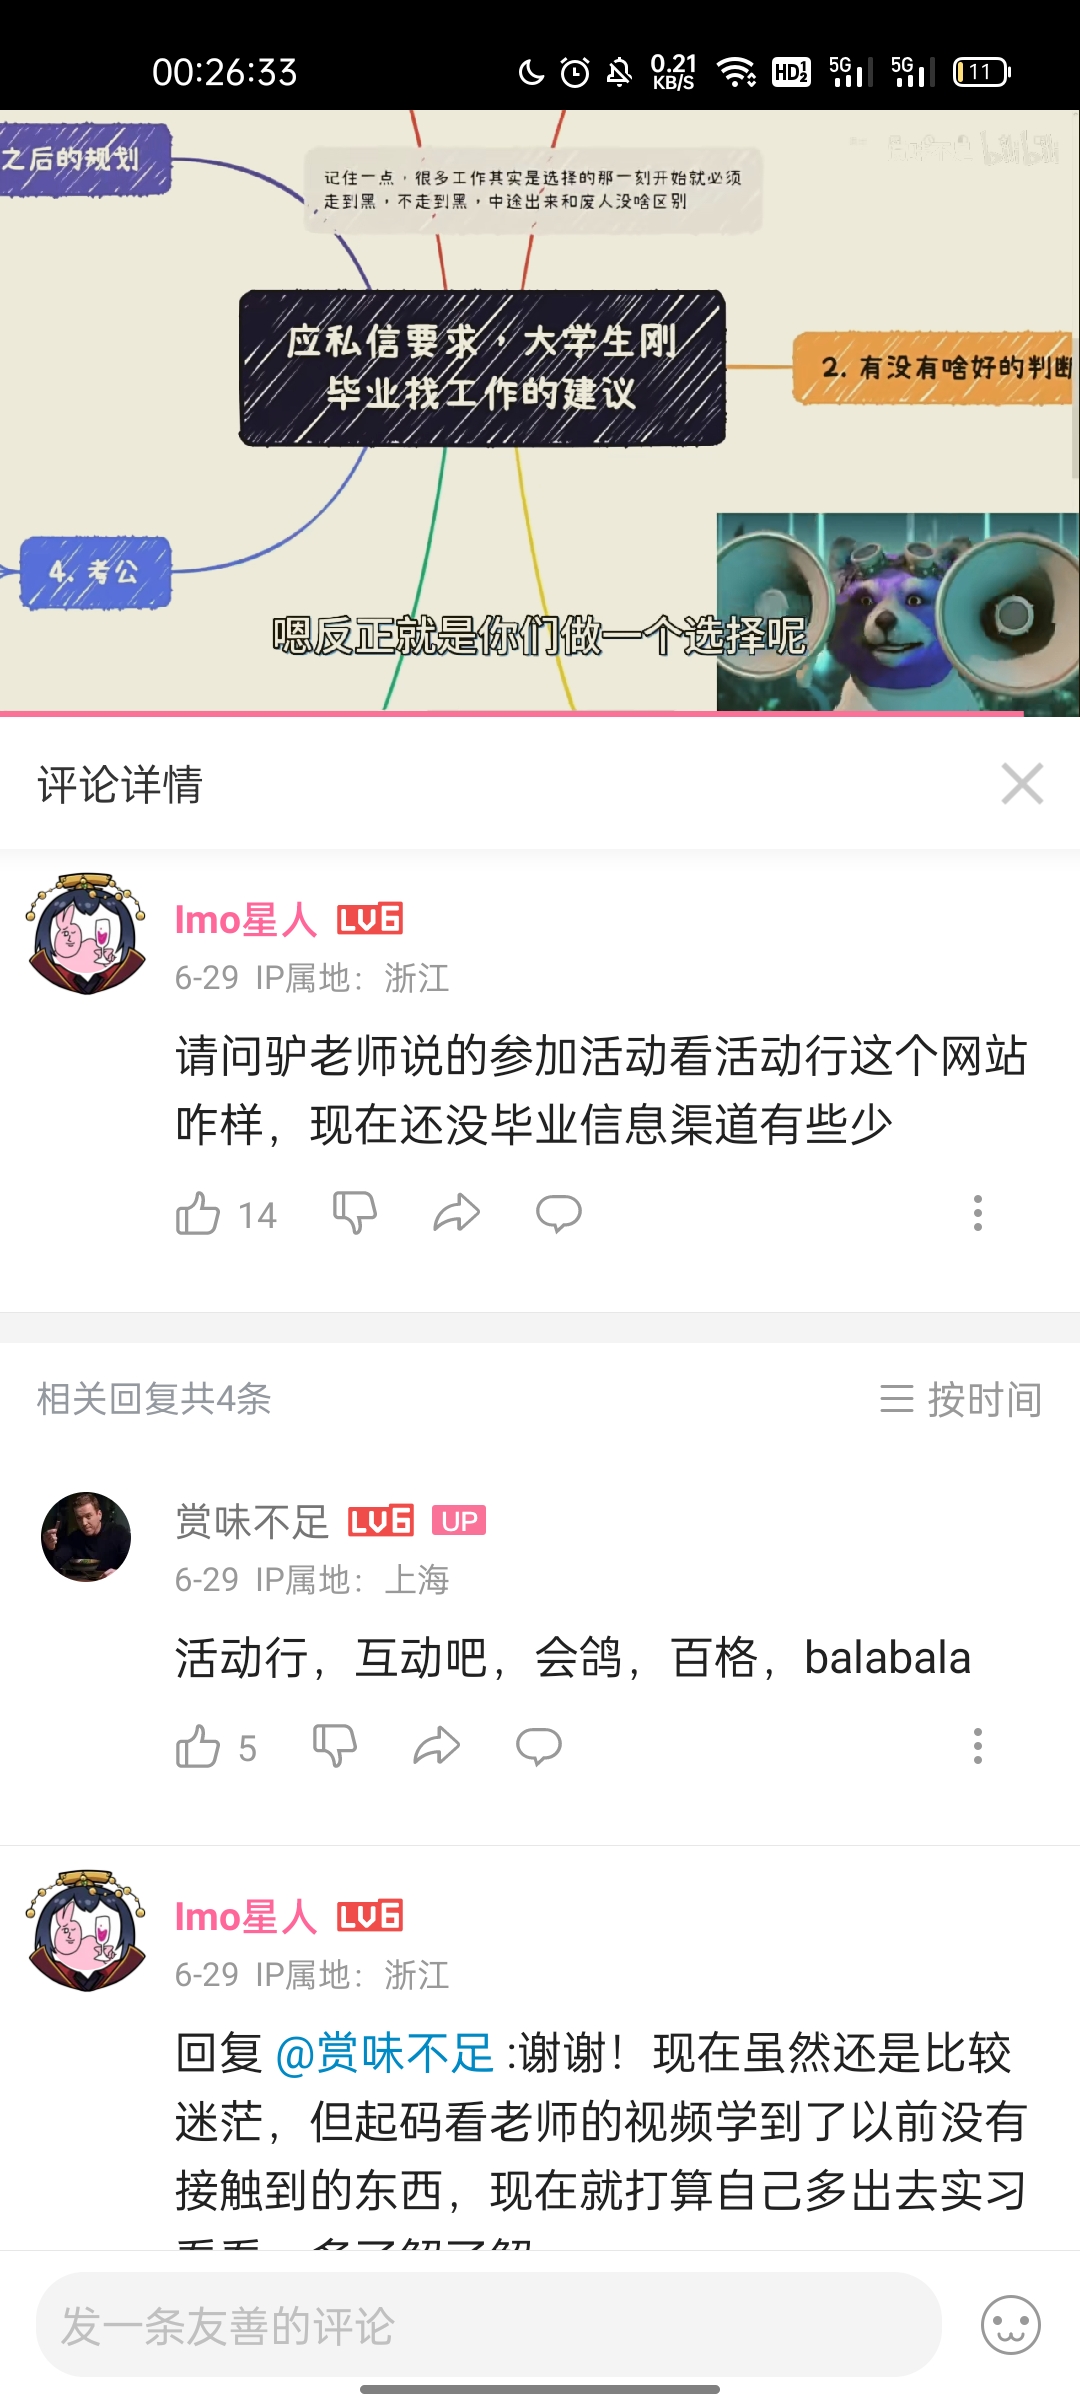 00:26:33
0.21
KB/S
HD 1 2
5G
5G
11
bilibili
之后的规划
记住一点,很多工作其实是选择的那一刻开始就必须
走到黑,不走到黑,中途出来和废人没啥区别
应私信要求,大学生刚
毕业找工作的建议
2. 有没有啥好的判断
4. 考公
嗯反正就是你们做一个选择呢
评论详情
lmo星人 LV6
6-29 IP属地:浙江
请问驴老师说的参加活动看活动行这个网站
咋样,现在还没毕业信息渠道有些少
14
相关回复共4条
按时间
赏味不足 LV6 UP
6-29 IP属地:上海
活动行,互动吧,会鸽,百格,balabala
5
lmo星人 LV6
6-29 IP属地:浙江
回复 @赏味不足 :谢谢!现在虽然还是比较
迷茫,但起码看老师的视频学到了以前没有
接触到的东西,现在就打算自己多出去实习
发一条友善的评论